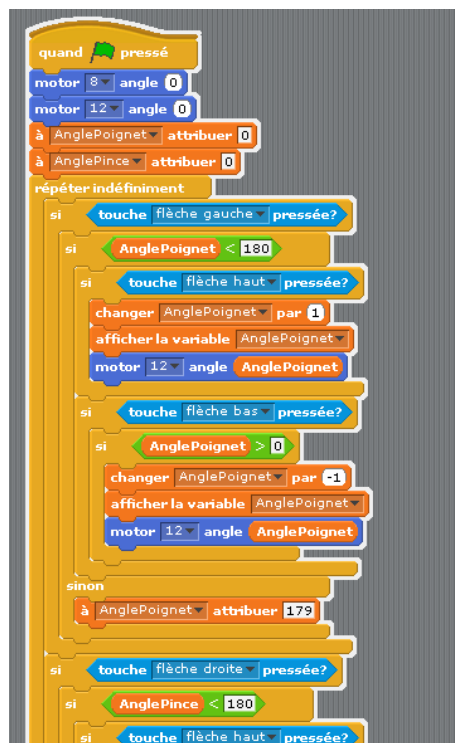 quand pressé
motor 8 angle 0
motor 12 angle 0
à AnglePoignet attribuer 0
à AnglePince attribuer 0
répéter indéfiniment
si touche flèche gauche pressée?
si AnglePoignet < 180
si touche flèche haut pressée?
changer AnglePoignet par 1
afficher la variable AnglePoignet
motor 12 angle AnglePoignet
si touche flèche bas pressée?
si AnglePoignet > 0
changer AnglePoignet par -1
afficher la variable AnglePoignet
motor 12 angle AnglePoignet
sinon
à AnglePoignet attribuer 179
si touche flèche droite pressée?
si AnglePince < 180
si touche flèche haut pressée?